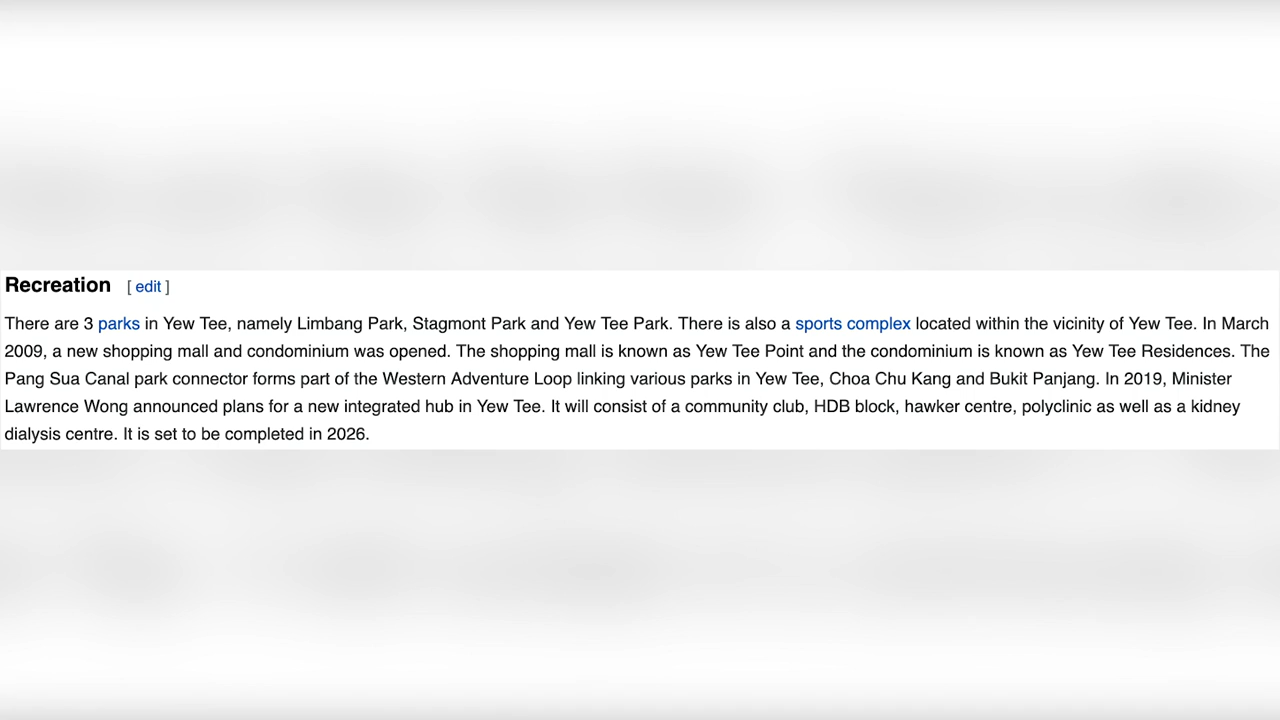 Recreation [ edit ]
There are 3 parks in Yew Tee, namely Limbang Park, Stagmont Park and Yew Tee Park. There is also a sports complex located within the vicinity of Yew Tee. In March
2009, a new shopping mall and condominium was opened. The shopping mall is known as Yew Tee Point and the condominium is known as Yew Tee Residences. The
Pang Sua Canal park connector forms part of the Western Adventure Loop linking various parks in Yew Tee, Choa Chu Kang and Bukit Panjang. In 2019, Minister
Lawrence Wong announced plans for a new integrated hub in Yew Tee. It will consist of a community club, HDB block, hawker centre, polyclinic as well as a kidney
dialysis centre. It is set to be completed in 2026.